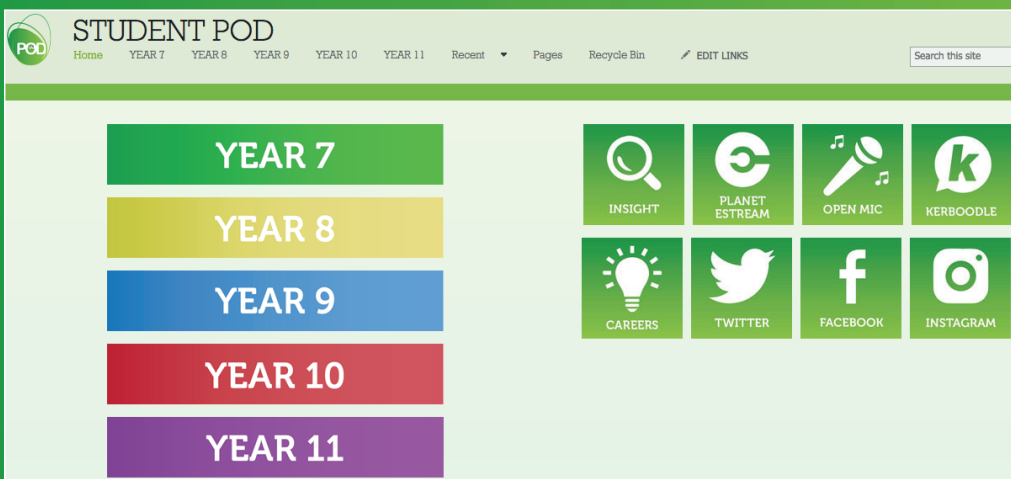 POD
STUDENT POD
Home YEAR 7 YEAR 8 YEAR 9 YEAR 10 YEAR 11 Recent Pages Recycle Bin EDIT LINKS
Search this site
YEAR 7
YEAR 8
YEAR 9
YEAR 10
YEAR 11
INSIGHT
PLANET
ESTREAM
OPEN MIC
k
KERBOODLE
CAREERS
TWITTER
f
FACEBOOK
INSTAGRAM